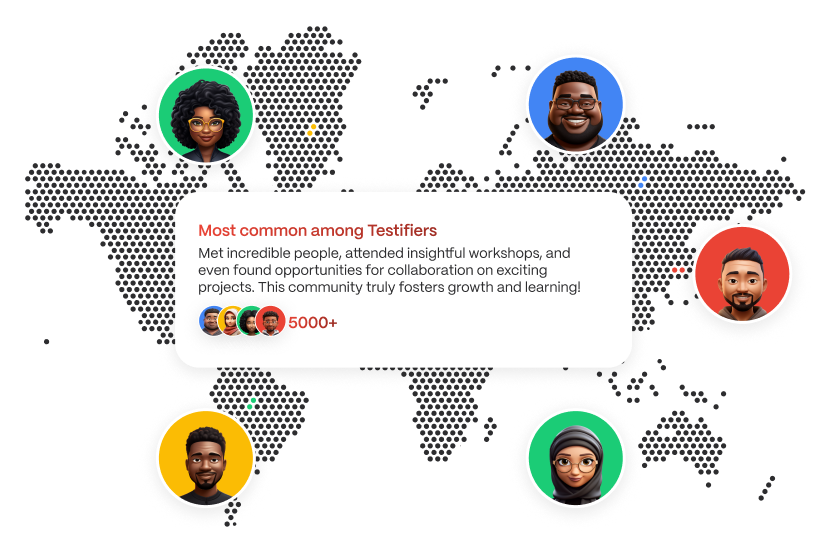 Most common among Testifiers
Met incredible people, attended insightful workshops, and
even found opportunities for collaboration on exciting
projects. This community truly fosters growth and learning!
5000+